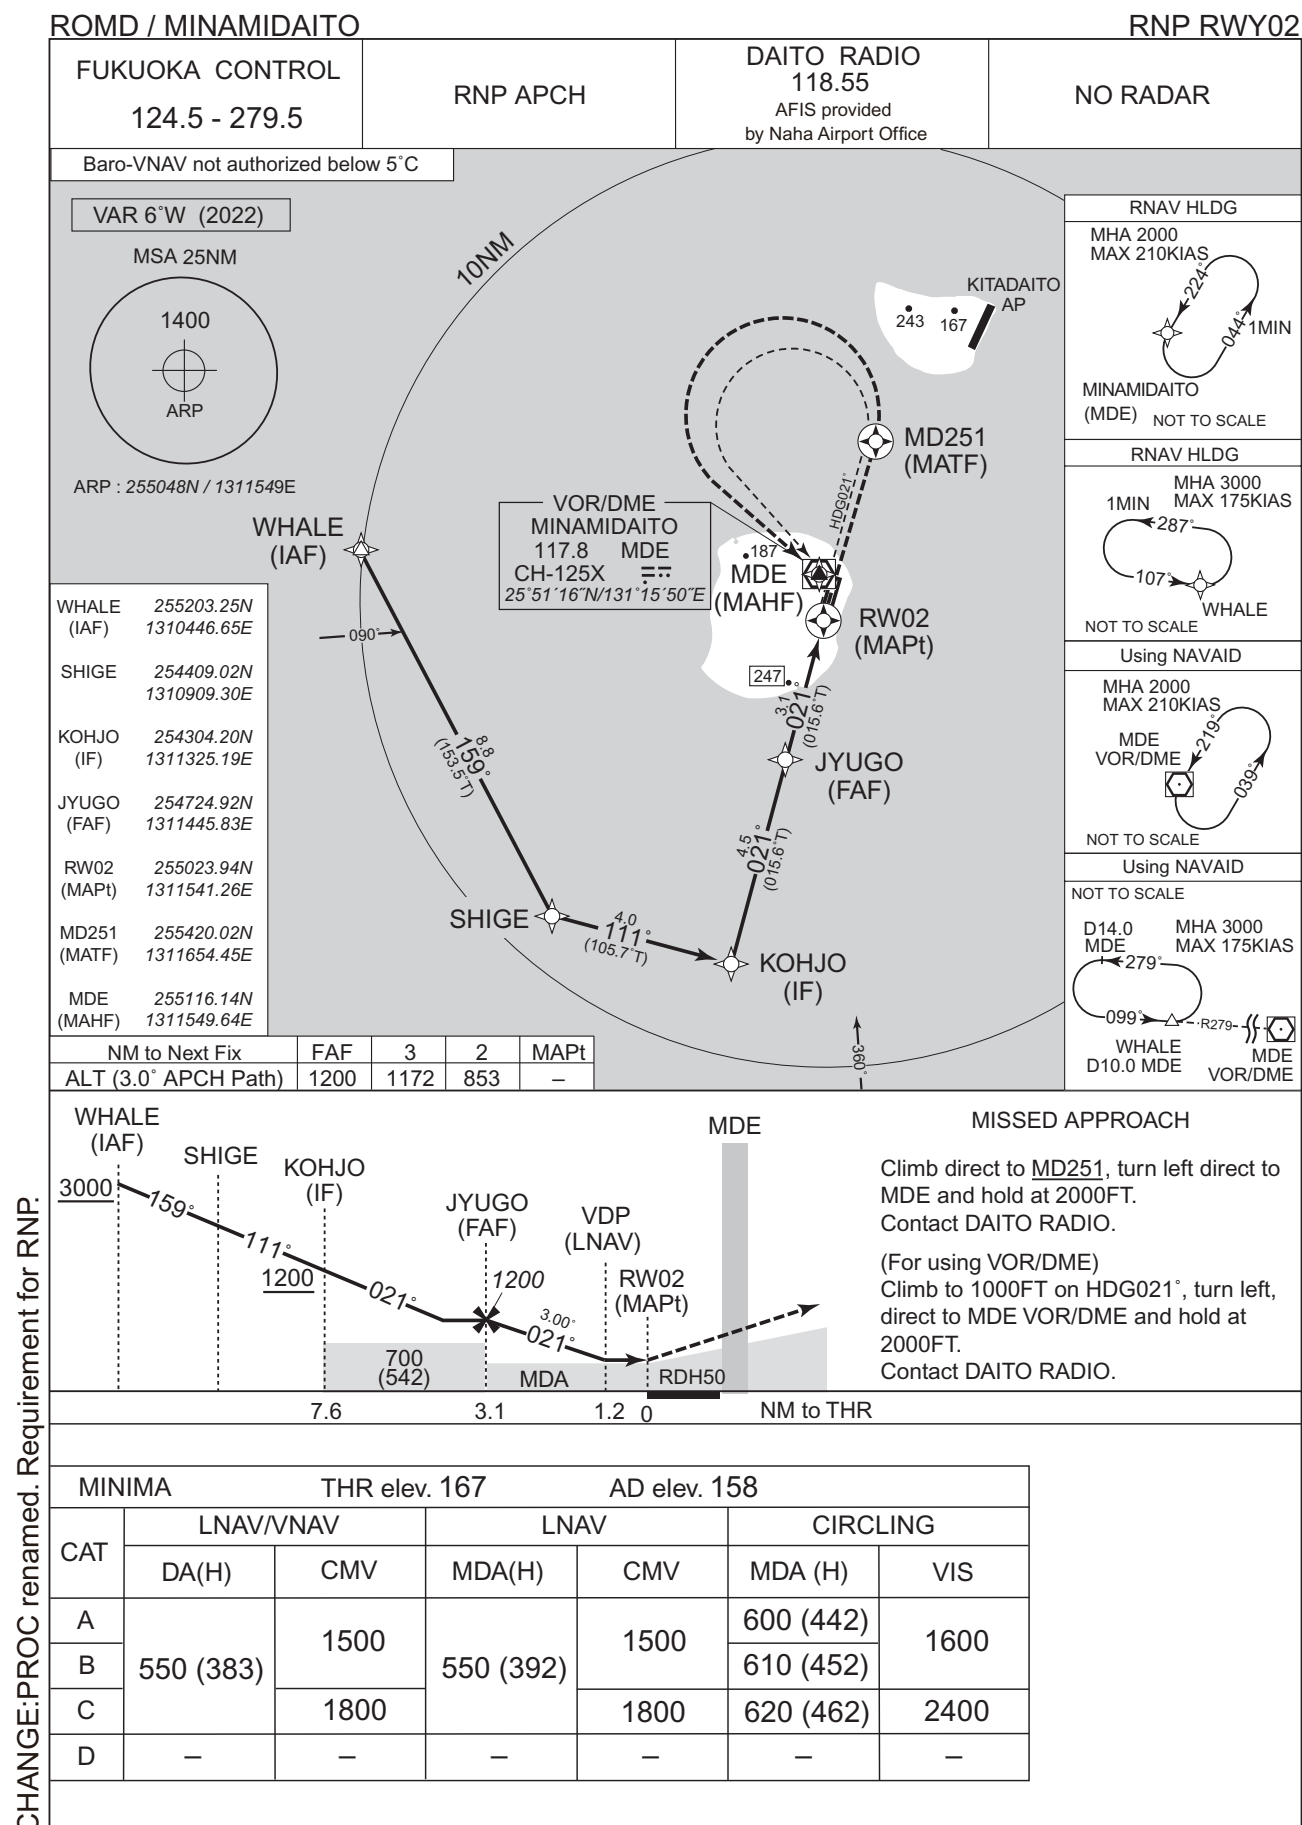 ROMD / MINAMIDAITO
RNP RWY02
FUKUOKA CONTROL
124.5 - 279.5
RNP APCH
DAITO RADIO
118.55
AFIS provided
by Naha Airport Office
NO RADAR
Baro-VNAV not authorized below 5˚C
VAR 6˚W (2022)
MSA 25NM
1400
ARP
ARP : 255048N / 1311549E
10NM
KITADAITO
AP
243
167
MD251
(MATF)
HDG021˚
VOR/DME
MINAMIDAITO
117.8 MDE
CH-125X
25˚51´16˝N/131˚15´50˝E
187
MDE
(MAHF)
RW02
(MAPt)
247
WHALE
(IAF)
090˚
8.8
159˚
(153.5˚T)
3.1
021˚
(015.6˚T)
JYUGO
(FAF)
4.5
021˚
(015.6˚T)
SHIGE
4.0
111˚
(105.7˚T)
KOHJO
(IF)
360˚
WHALE 255203.25N
(IAF) 1310446.65E
SHIGE 254409.02N
1310909.30E
KOHJO 254304.20N
(IF) 1311325.19E
JYUGO 254724.92N
(FAF) 1311445.83E
RW02 255023.94N
(MAPt) 1311541.26E
MD251 255420.02N
(MATF) 1311654.45E
MDE 255116.14N
(MAHF) 1311549.64E
NM to Next Fix FAF 3 2 MAPt
ALT (3.0˚ APCH Path) 1200 1172 853 –
RNAV HLDG
MHA 2000
MAX 210KIAS
224˚
044˚
1MIN
MINAMIDAITO
(MDE) NOT TO SCALE
RNAV HLDG
MHA 3000
1MIN MAX 175KIAS
287˚
107˚
WHALE
NOT TO SCALE
Using NAVAID
MHA 2000
MAX 210KIAS
MDE
VOR/DME
219˚
039˚
NOT TO SCALE
Using NAVAID
NOT TO SCALE
D14.0 MHA 3000
MDE MAX 175KIAS
279˚
099˚
R279
WHALE MDE
D10.0 MDE VOR/DME
WHALE
(IAF)
SHIGE
KOHJO
(IF)
JYUGO
(FAF)
VDP
(LNAV)
RW02
(MAPt)
MDE
3000
159˚
111˚
1200
021˚
1200
3.00˚
021˚
700
(542)
MDA
RDH50
7.6 3.1 1.2 0 NM to THR
MISSED APPROACH
Climb direct to MD251, turn left direct to
MDE and hold at 2000FT.
Contact DAITO RADIO.
(For using VOR/DME)
Climb to 1000FT on HDG021˚, turn left,
direct to MDE VOR/DME and hold at
2000FT.
Contact DAITO RADIO.
MINIMA THR elev. 167 AD elev. 158
CAT LNAV/VNAV LNAV CIRCLING
DA(H) CMV MDA(H) CMV MDA (H) VIS
A 550 (383) 1500 550 (392) 1500 600 (442) 1600
B 610 (452)
C 1800 1800 620 (462) 2400
D – – – – – –
CHANGE:PROC renamed. Requirement for RNP.